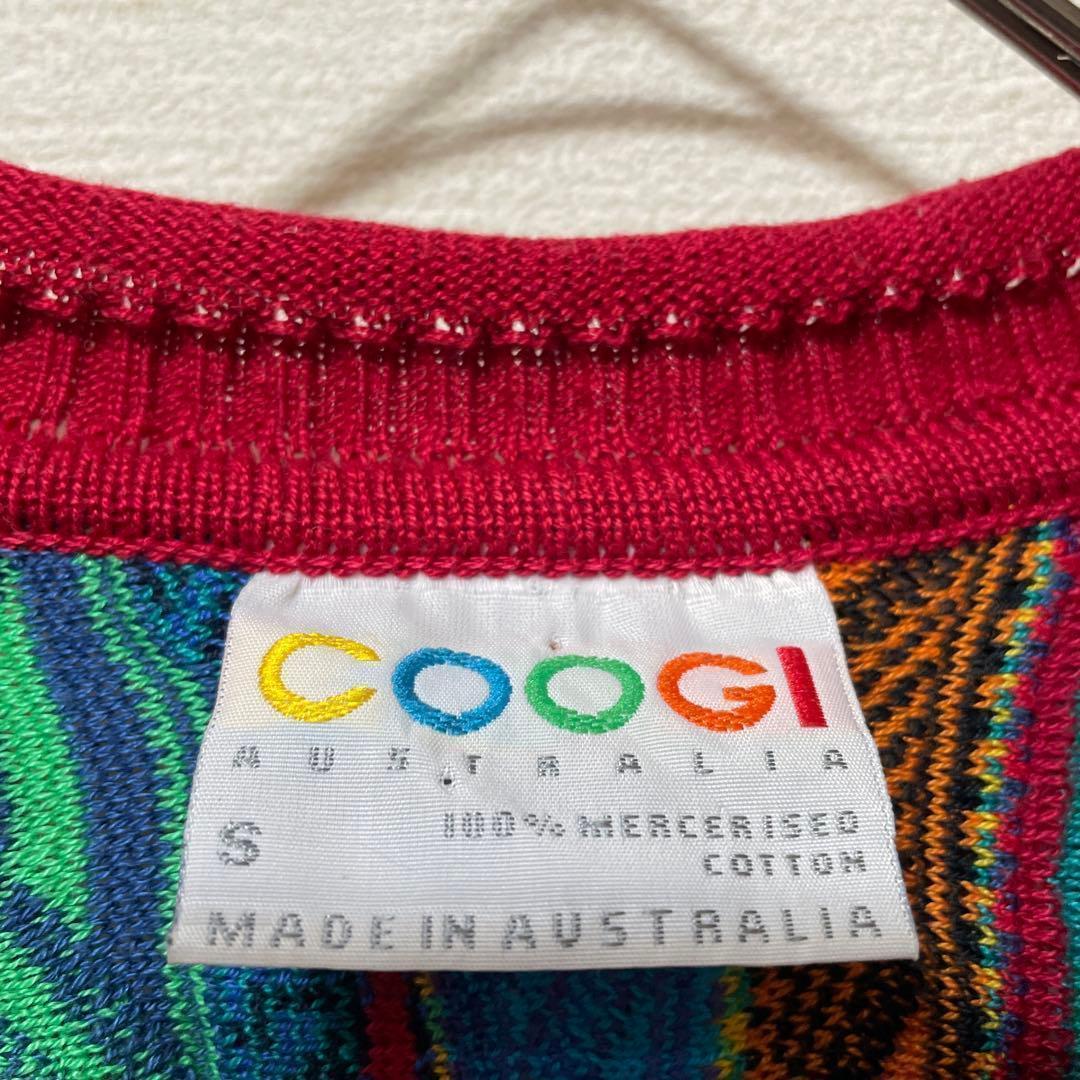 COOGI
AUSTRALIA
S 100% MERCERISED
COTTON
MADE IN AUSTRALIA